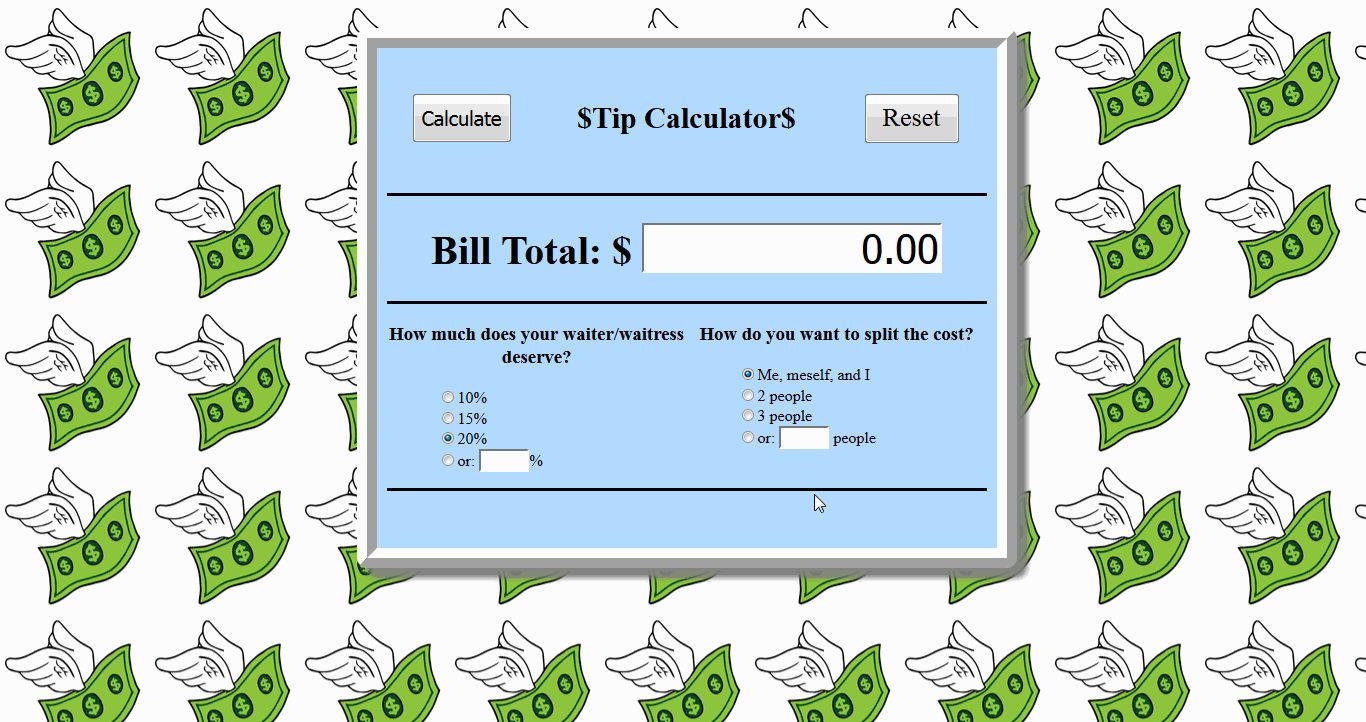 Calculate $Tip Calculator$ Reset
Bill Total: $ 0.00
How much does your waiter/waitress
deserve?
10%
15%
20%
or: %
How do you want to split the cost?
Me, meself, and I
2 people
3 people
or: people